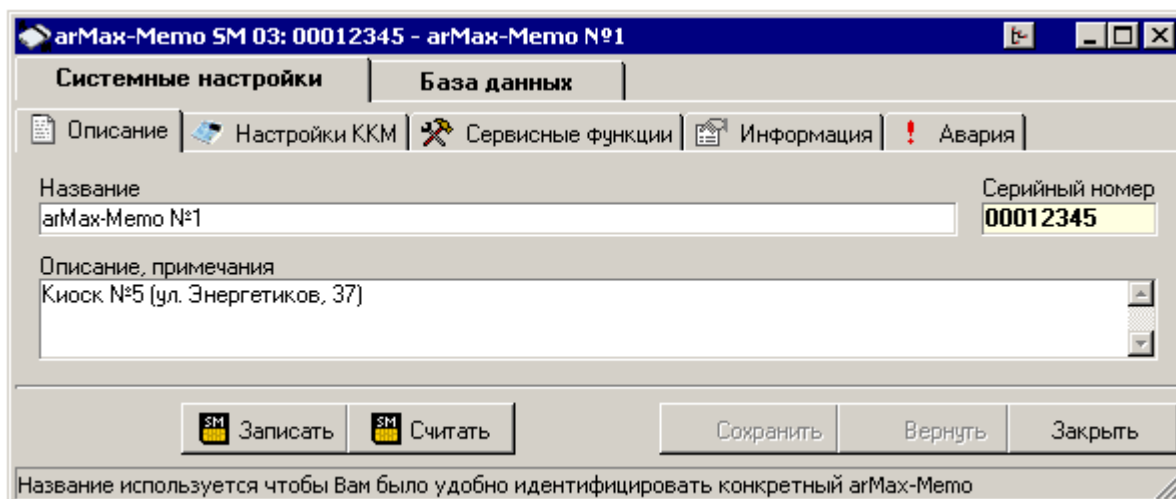 arMax-Memo SM 03: 00012345 - arMax-Memo №1
Системные настройки База данных
Описание Настройки ККМ Сервисные функции Информация Авария
Название Серийный номер
arMax-Memo №1 00012345
Описание, примечания
Киоск №5 (ул. Энергетиков, 37)
SM Записать SM Считать Сохранить Вернуть Закрыть
Название используется чтобы Вам было удобно идентифицировать конкретный arMax-Memo